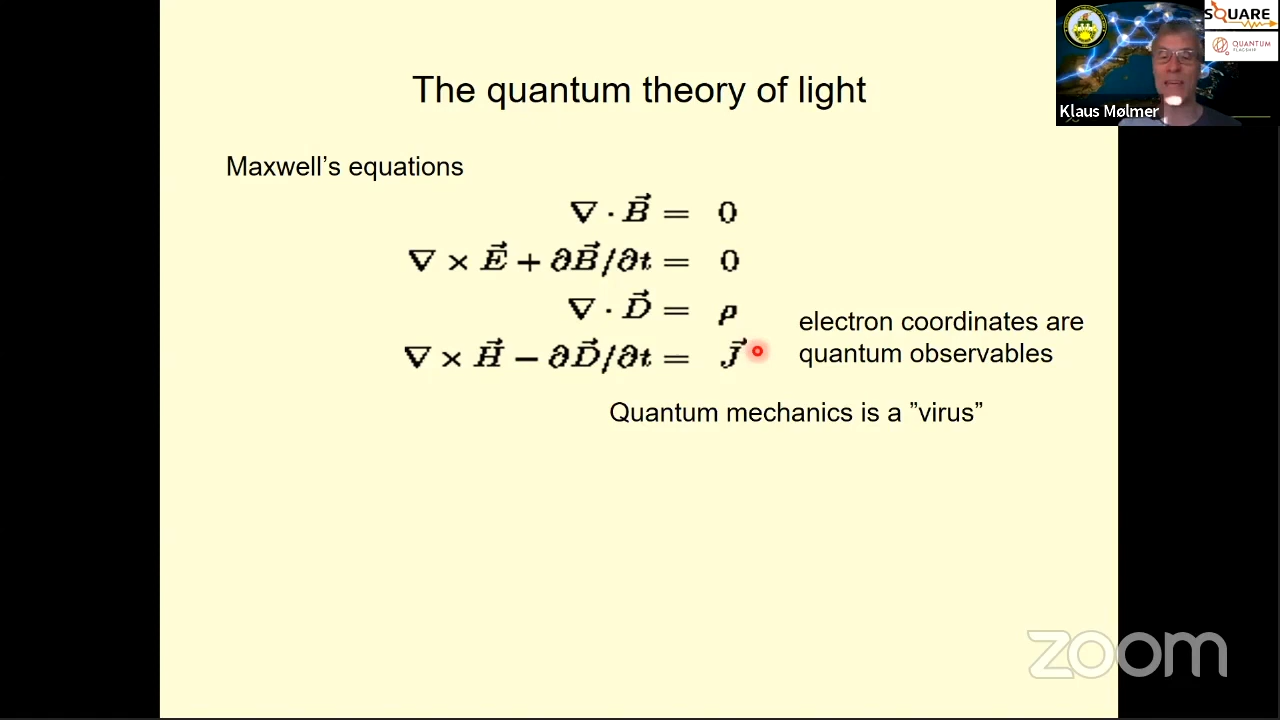 The quantum theory of light
SQUARE
QUANTUM
FLAGSHIP
Klaus Mølmer
Maxwell's equations
∇ · B⃗ = 0
∇ × E⃗ + ∂B⃗/∂t = 0
∇ · D⃗ = ρ
∇ × H⃗ − ∂D⃗/∂t = J⃗
electron coordinates are
quantum observables
Quantum mechanics is a ”virus”
zoom